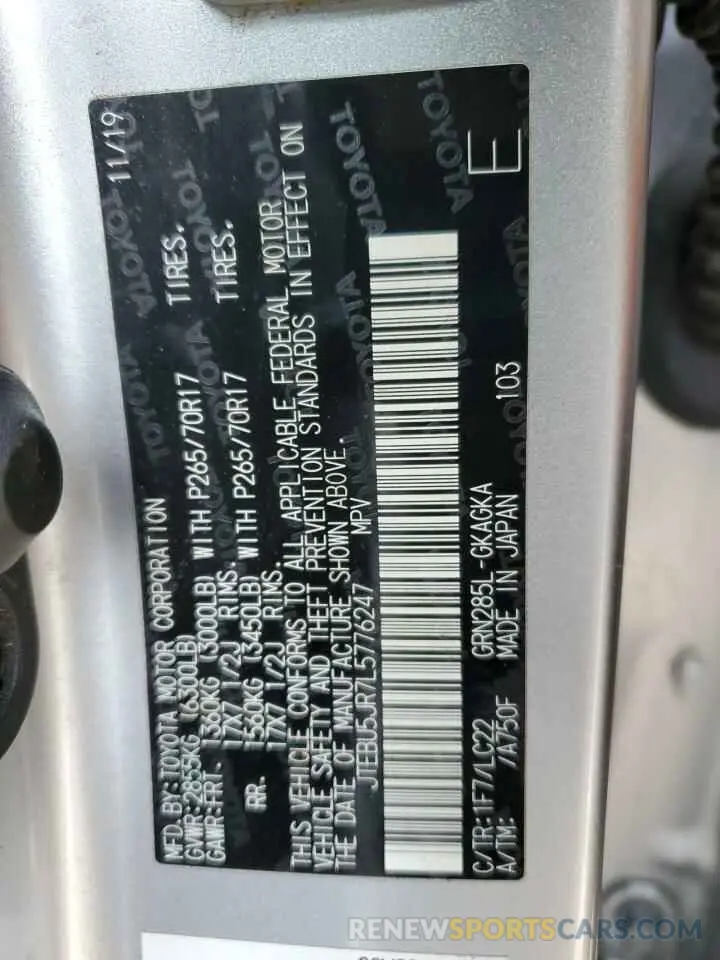 MFD. BY: TOYOTA MOTOR CORPORATION 11/19
GVWR: 2855KG (6300LB)
GAWR: FRT. 1360KG (3000LB) WITH P265/70R17 TIRES.
17X7 1/2J RIMS.
RR. 1560KG (3450LB) WITH P265/70R17 TIRES.
17X7 1/2J RIMS.
THIS VEHICLE CONFORMS TO ALL APPLICABLE FEDERAL MOTOR
VEHICLE SAFETY AND THEFT PREVENTION STANDARDS IN EFFECT ON
THE DATE OF MANUFACTURE SHOWN ABOVE.
JTEBU5JR7L5776247 MPV
C/TR: 1F7/LC22 GRN285L-GKAGKA 103 E
A/TM: /A750F MADE IN JAPAN
RENEWSPORTSCARS.COM